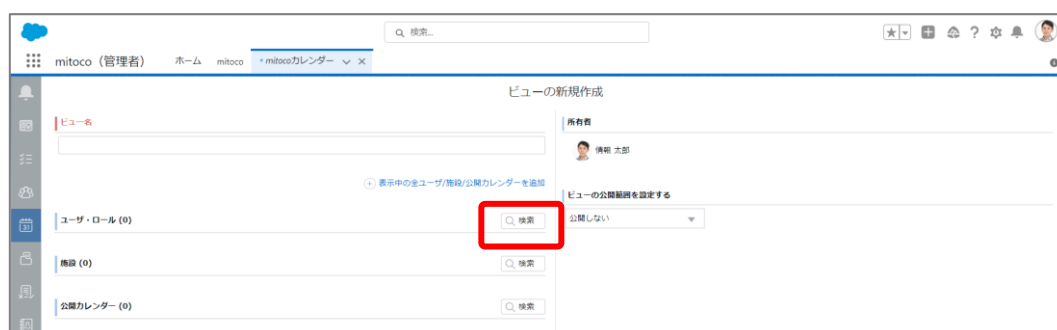 検索...
mitoco（管理者） ホーム mitoco * mitocoカレンダー
ビューの新規作成
ビュー名
所有者
情報 太郎
表示中の全ユーザ/施設/公開カレンダーを追加
ビューの公開範囲を設定する
ユーザ・ロール (0) 検索
公開しない
施設 (0) 検索
公開カレンダー (0) 検索